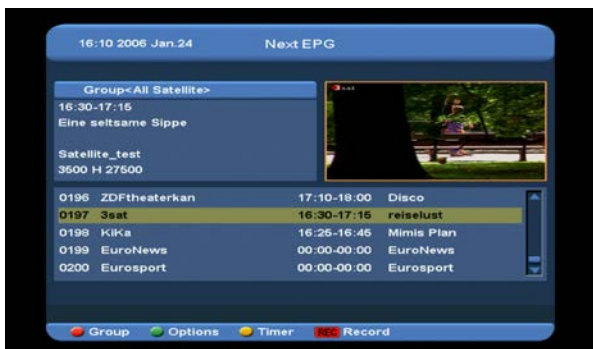 16:10 2006 Jan.24 Next EPG
Group<All Satellite>
16:30-17:15
Eine seltsame Sippe
Satellite_test
3500 H 27500
3sat
0196 ZDFtheaterkan 17:10-18:00 Disco
0197 3sat 16:30-17:15 reiselust
0198 KiKa 16:25-16:45 Mimis Plan
0199 EuroNews 00:00-00:00 EuroNews
0200 Eurosport 00:00-00:00 Eurosport
Group Options Timer REC Record